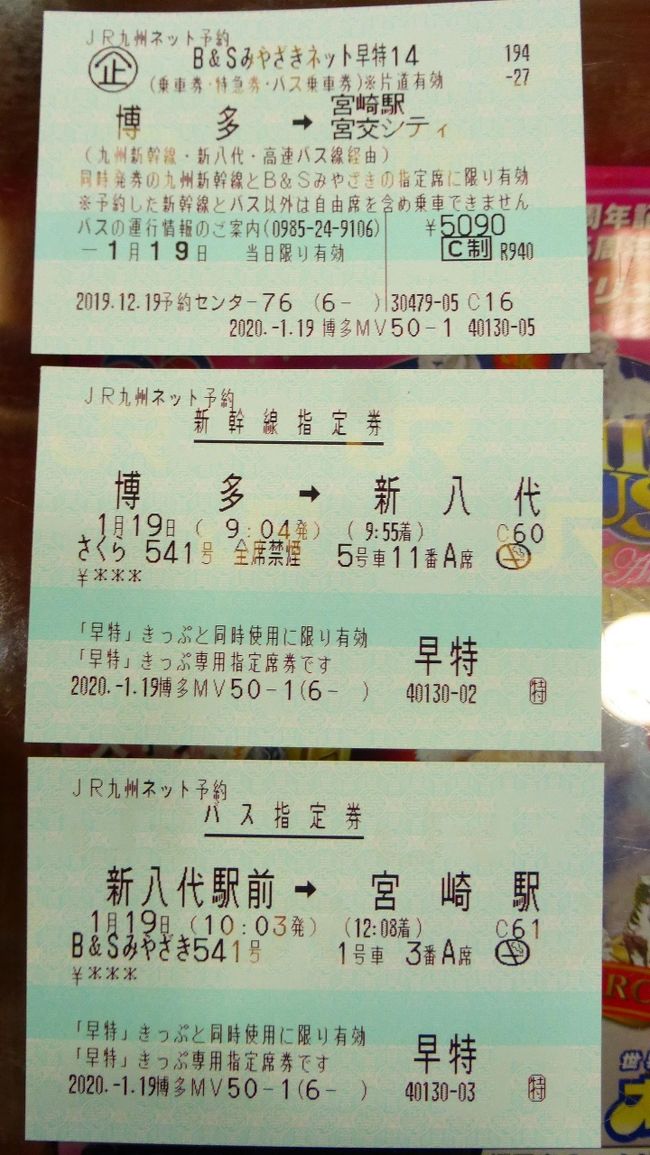 JR九州ネット予約
企 B&Sみやざきネット早特14 194
(乗車券・特急券・バス乗車券)※片道有効 -27
博多 → 宮崎駅
宮交シティ
(九州新幹線・新八代・高速バス線経由)
同時発券の九州新幹線とB&Sみやざきの指定席に限り有効
※予約した新幹線とバス以外は自由席を含め乗車できません
バスの運行情報のご案内(0985-24-9106) ¥5090
-1月19日 当日限り有効 C制 R940
2019.12.19予約センター76 (6- ) 30479-05 C16
2020.-1.19 博多MV50-1 40130-05
JR九州ネット予約
新幹線指定券
博多 → 新八代
1月19日 ( 9:04発) ( 9:55着) C60
さくら 541号 全席禁煙 5号車 11番A席
¥***
「早特」きっぷと同時使用に限り有効
「早特」きっぷ専用指定席券です 早特
2020.-1.19博多MV50-1(6- ) 40130-02 特
JR九州ネット予約
バス指定券
新八代駅前 → 宮崎駅
1月19日 (10:03発) (12:08着) C61
B&Sみやざき541号 1号車 3番A席
¥***
「早特」きっぷと同時使用に限り有効
「早特」きっぷ専用指定席券です 早特
2020.-1.19博多MV50-1(6- ) 40130-03 特